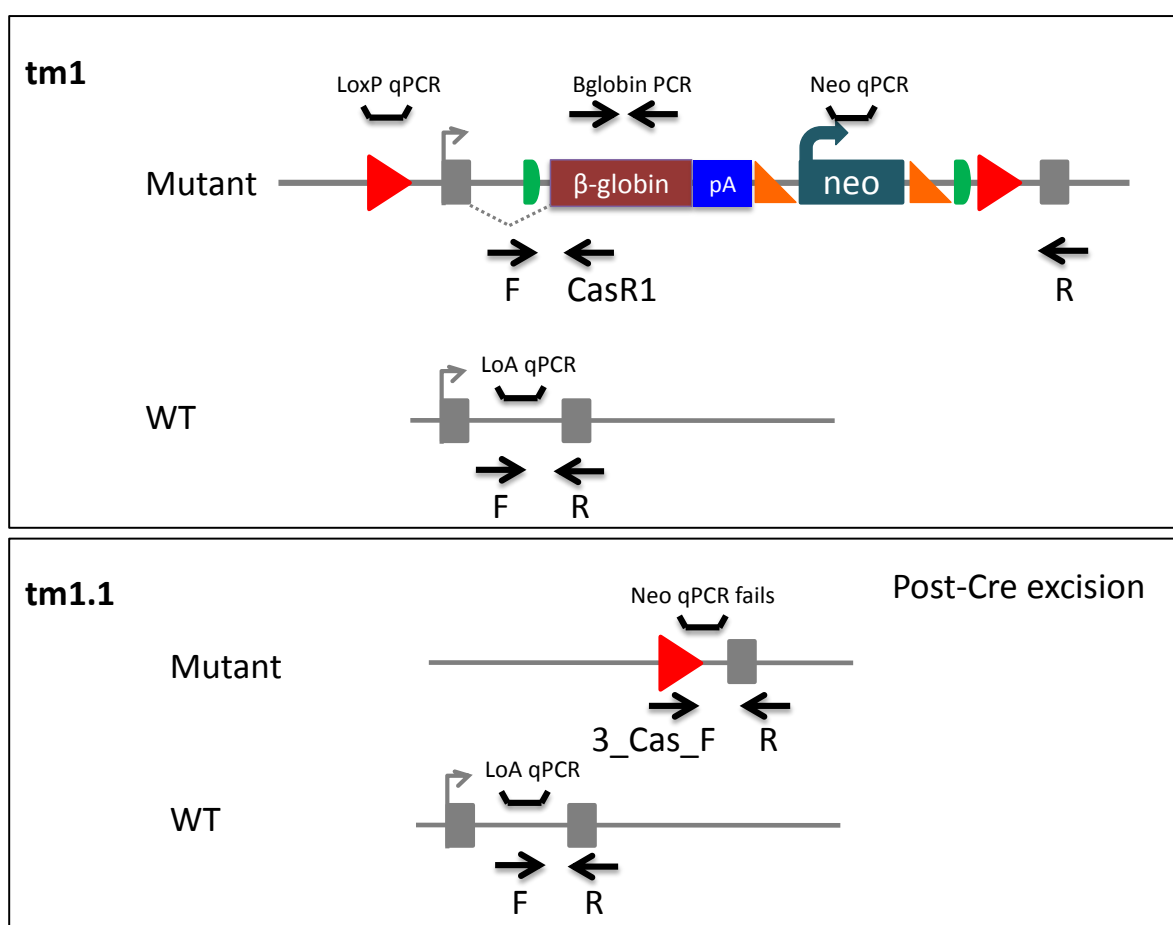 tm1
LoxP qPCR
Bglobin PCR
Neo qPCR
Mutant
β-globin
pA
neo
F
CasR1
R
LoA qPCR
WT
F
R
tm1.1
Post-Cre excision
Neo qPCR fails
Mutant
3_Cas_F
R
LoA qPCR
WT
F
R